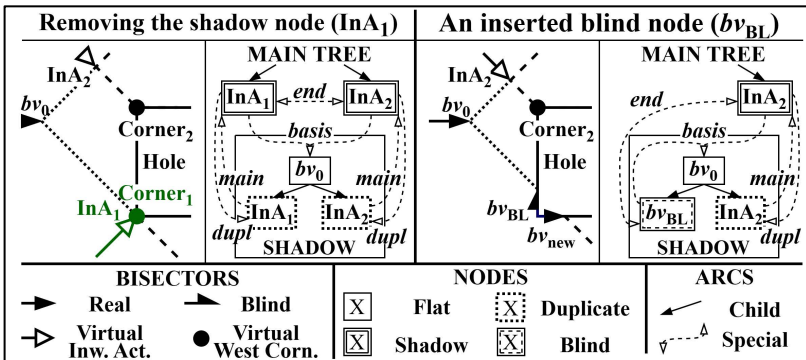 Removing the shadow node (InA1)
An inserted blind node (bvBL)
InA2
bv0
Corner2
Hole
Corner1
InA1
MAIN TREE
InA1
end
InA2
basis
bv0
main
main
InA1
InA2
dupl
dupl
SHADOW
InA2
bv0
Corner2
Hole
bvBL
bvnew
MAIN TREE
end
InA2
basis
bv0
main
bvBL
InA2
dupl
SHADOW
BISECTORS
Real
Blind
Virtual
Inw. Act.
Virtual
West Corn.
NODES
X Flat
X Duplicate
X Shadow
X Blind
ARCS
Child
Special